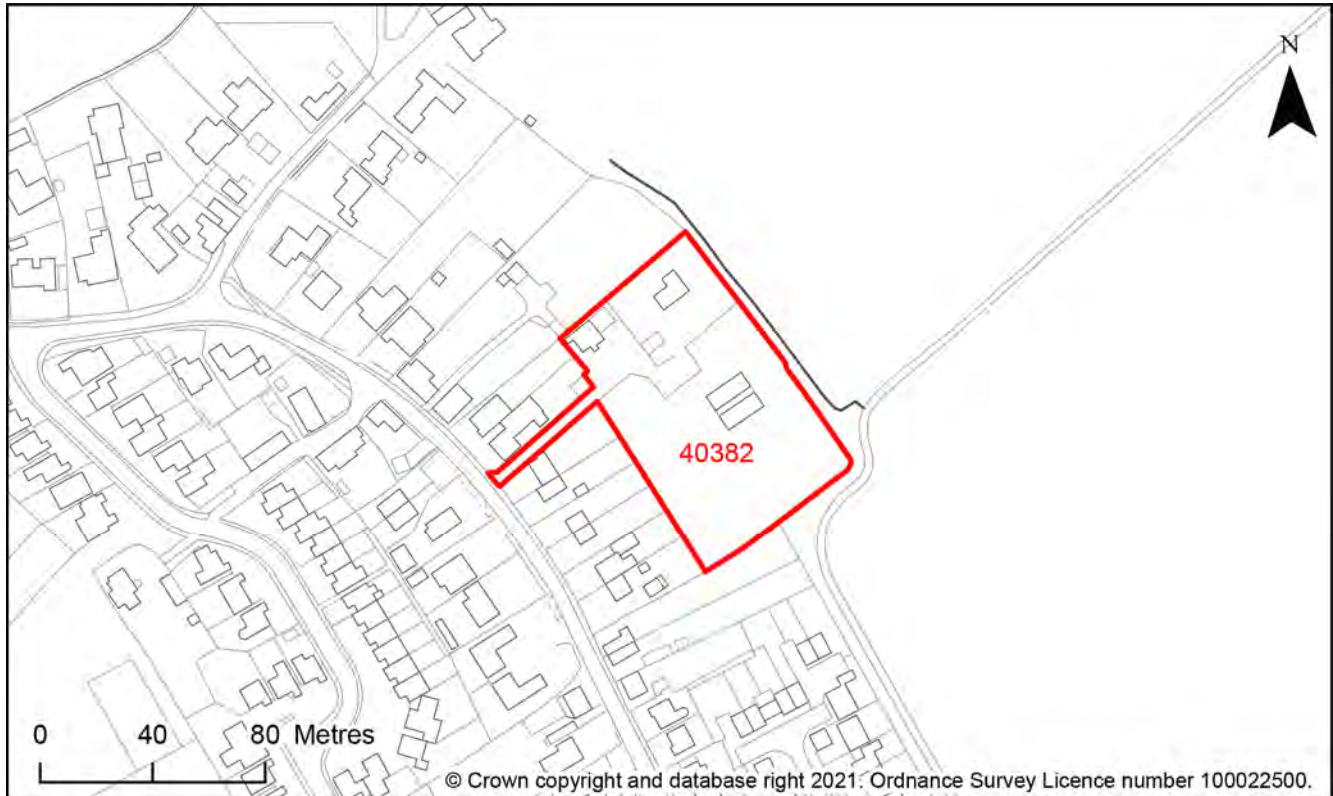 N
40382
0 40 80 Metres
© Crown copyright and database right 2021. Ordnance Survey Licence number 100022500.